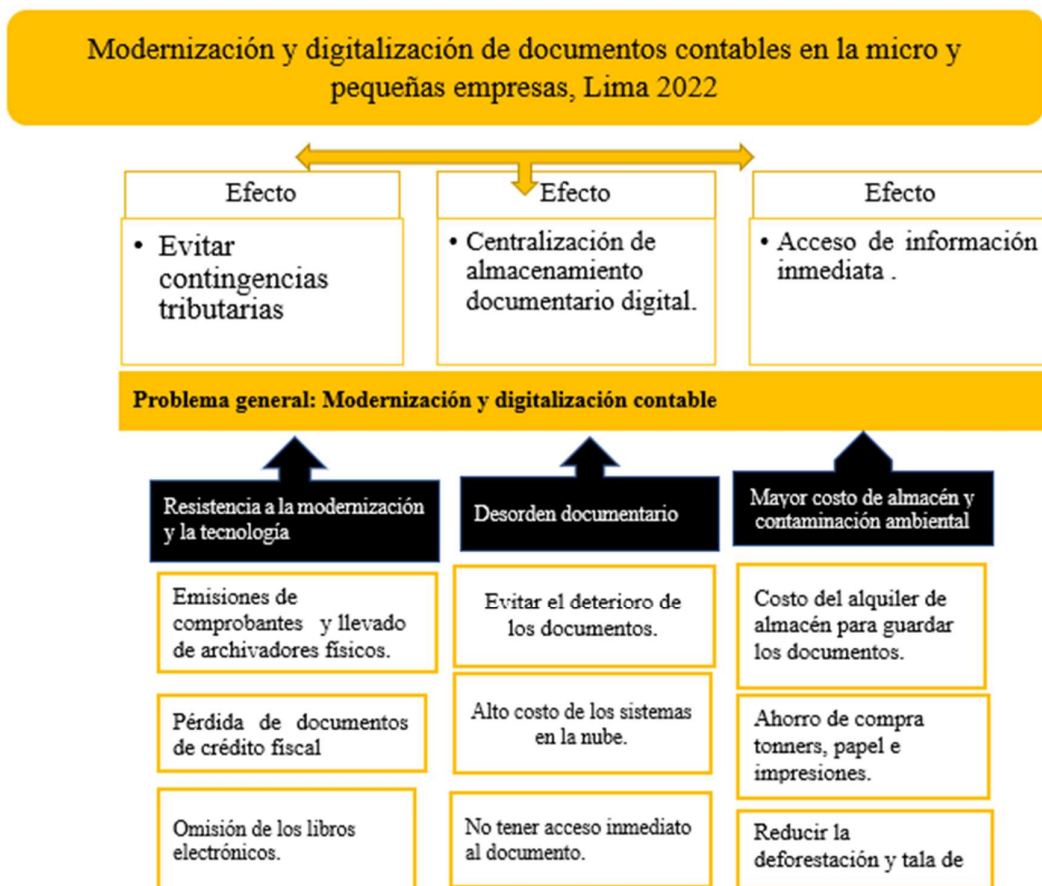 Modernización y digitalización de documentos contables en la micro y
pequeñas empresas, Lima 2022
Efecto
• Evitar
contingencias
tributarias
Efecto
• Centralización de
almacenamiento
documentario digital.
Efecto
• Acceso de información
inmediata .
Problema general: Modernización y digitalización contable
Resistencia a la modernización
y la tecnología
Emisiones de
comprobantes y llevado
de archivadores físicos.
Pérdida de documentos
de crédito fiscal
Omisión de los libros
electrónicos.
Desorden documentario
Evitar el deterioro de
los documentos.
Alto costo de los sistemas
en la nube.
No tener acceso inmediato
al documento.
Mayor costo de almacén y
contaminación ambiental
Costo del alquiler de
almacén para guardar
los documentos.
Ahorro de compra
tonners, papel e
impresiones.
Reducir la
deforestación y tala de